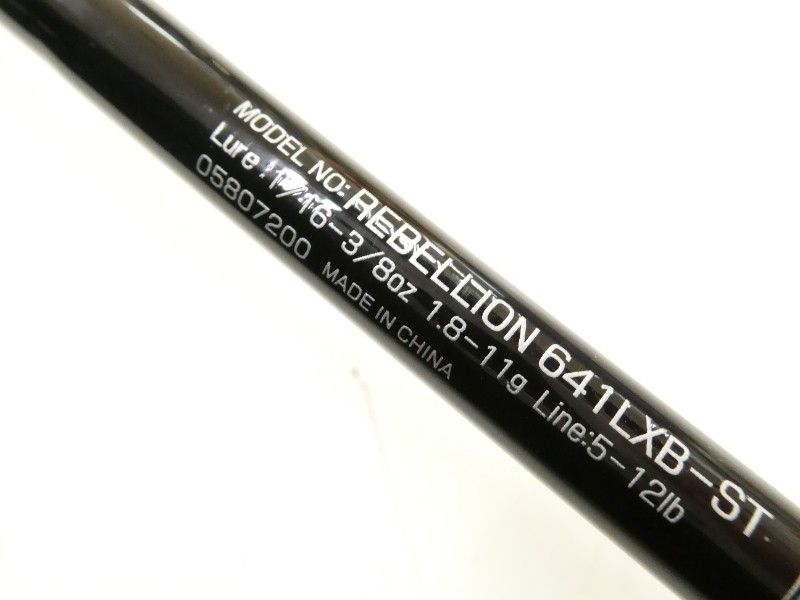 MODEL NO: REBELLION 641LXB-ST
Lure: 1/16-3/8oz 1.8-11g Line:5-12lb
05807200 MADE IN CHINA